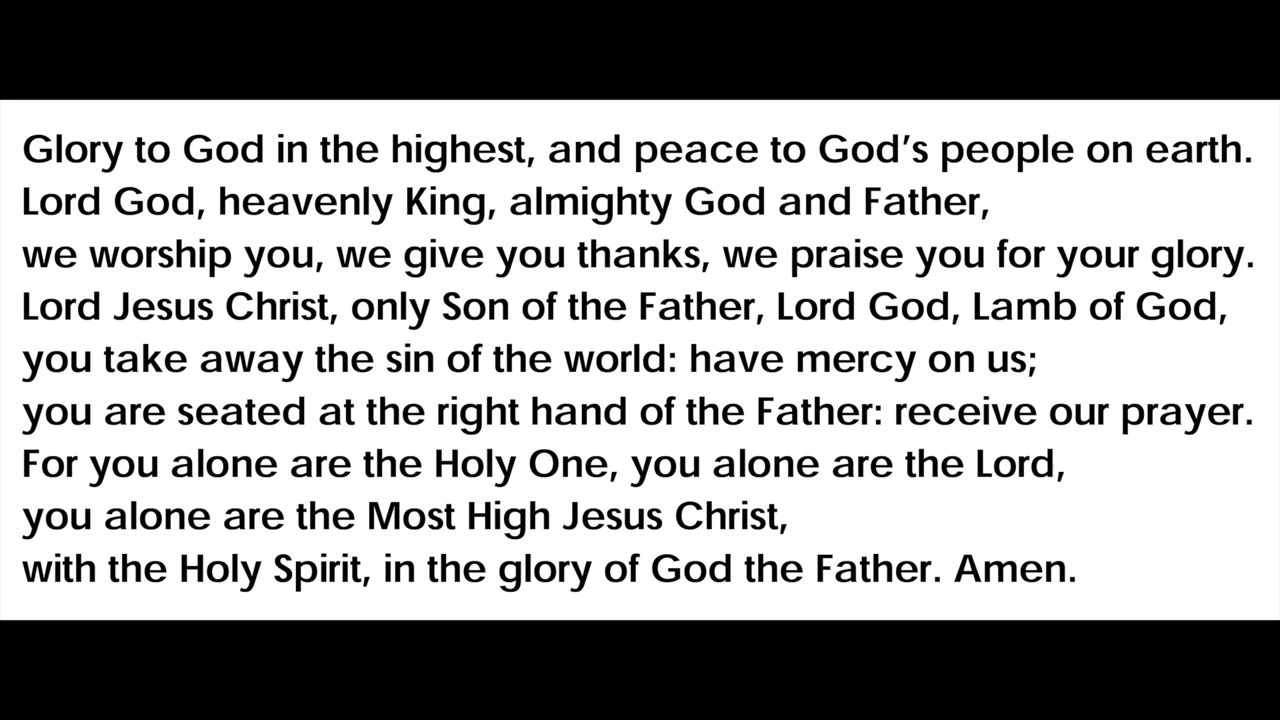 Glory to God in the highest, and peace to God’s people on earth.
Lord God, heavenly King, almighty God and Father,
we worship you, we give you thanks, we praise you for your glory.
Lord Jesus Christ, only Son of the Father, Lord God, Lamb of God,
you take away the sin of the world: have mercy on us;
you are seated at the right hand of the Father: receive our prayer.
For you alone are the Holy One, you alone are the Lord,
you alone are the Most High Jesus Christ,
with the Holy Spirit, in the glory of God the Father. Amen.